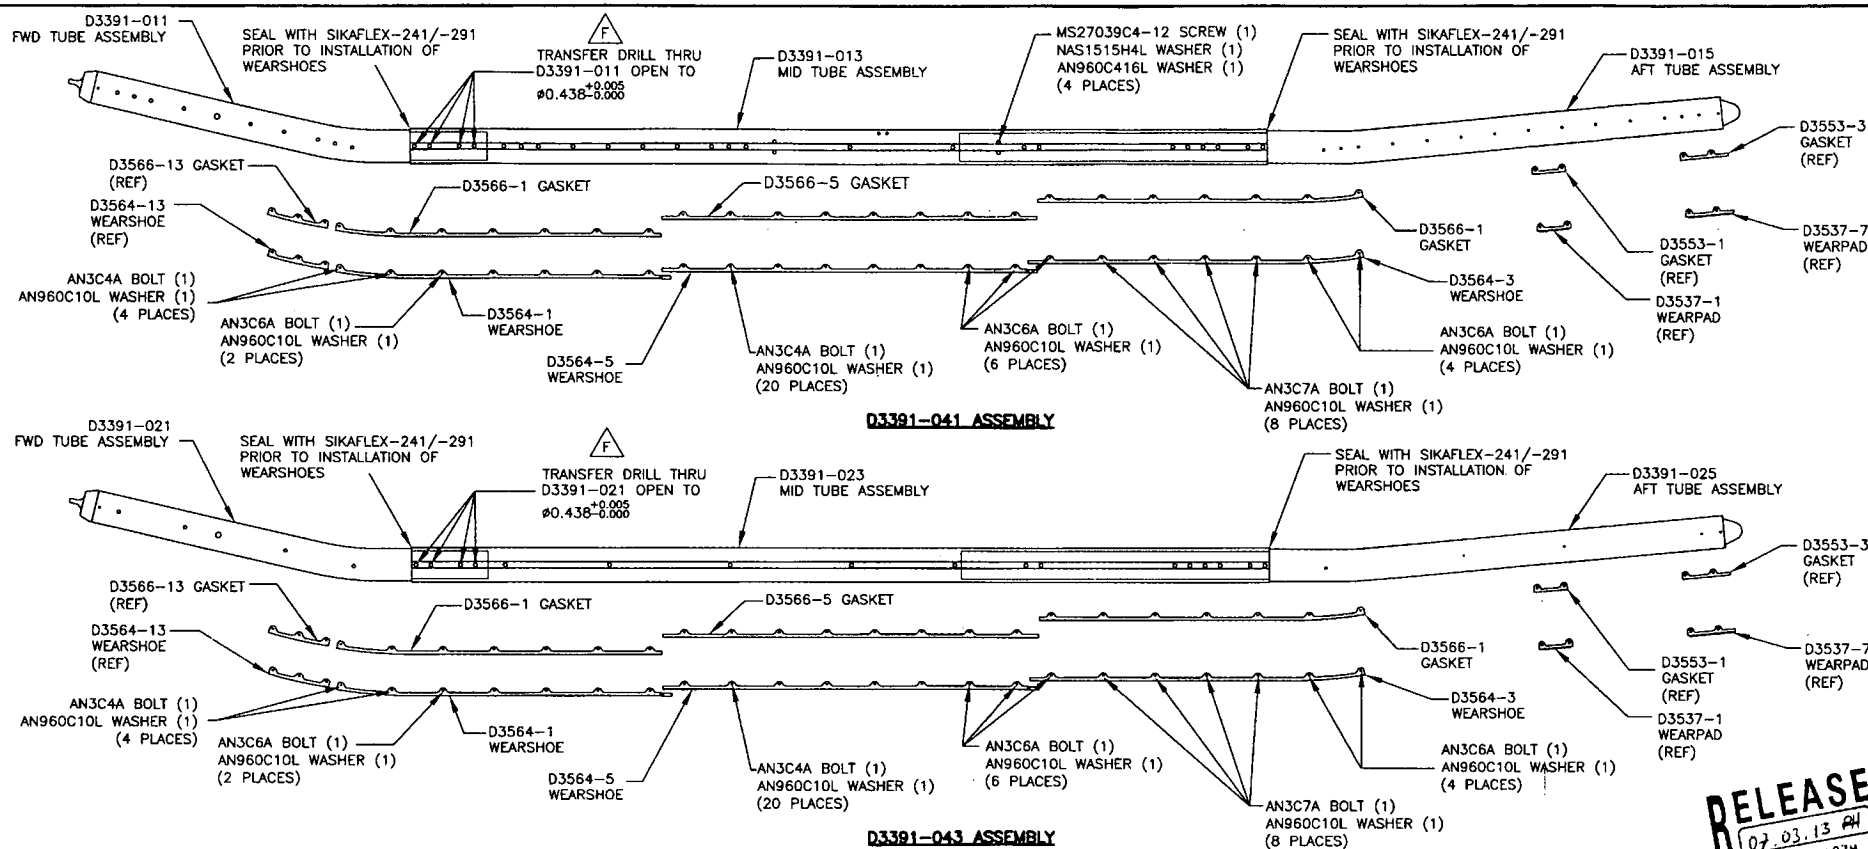 D3391-011
FWD TUBE ASSEMBLY
SEAL WITH SIKAFLEX-241/-291
PRIOR TO INSTALLATION OF
WEARSHOES
F
TRANSFER DRILL THRU
D3391-011 OPEN TO
ø0.438+0.005-0.000
D3391-013
MID TUBE ASSEMBLY
MS27039C4-12 SCREW (1)
NAS1515H4L WASHER (1)
AN960C416L WASHER (1)
(4 PLACES)
SEAL WITH SIKAFLEX-241/-291
PRIOR TO INSTALLATION OF
WEARSHOES
D3391-015
AFT TUBE ASSEMBLY
D3553-3
GASKET
(REF)
D3566-13 GASKET
(REF)
D3566-1 GASKET
D3566-5 GASKET
D3564-13
WEARSHOE
(REF)
D3566-1
GASKET
D3553-1
GASKET
(REF)
D3537-7
WEARPAD
(REF)
AN3C4A BOLT (1)
AN960C10L WASHER (1)
(4 PLACES)
AN3C6A BOLT (1)
AN960C10L WASHER (1)
(2 PLACES)
D3564-1
WEARSHOE
D3564-5
WEARSHOE
AN3C4A BOLT (1)
AN960C10L WASHER (1)
(20 PLACES)
AN3C6A BOLT (1)
AN960C10L WASHER (1)
(6 PLACES)
D3564-3
WEARSHOE
D3537-1
WEARPAD
(REF)
AN3C6A BOLT (1)
AN960C10L WASHER (1)
(4 PLACES)
AN3C7A BOLT (1)
AN960C10L WASHER (1)
(8 PLACES)
D3391-041 ASSEMBLY
D3391-021
FWD TUBE ASSEMBLY
SEAL WITH SIKAFLEX-241/-291
PRIOR TO INSTALLATION OF
WEARSHOES
F
TRANSFER DRILL THRU
D3391-021 OPEN TO
ø0.438+0.005-0.000
D3391-023
MID TUBE ASSEMBLY
SEAL WITH SIKAFLEX-241/-291
PRIOR TO INSTALLATION OF
WEARSHOES
D3391-025
AFT TUBE ASSEMBLY
D3553-3
GASKET
(REF)
D3566-13 GASKET
(REF)
D3566-1 GASKET
D3566-5 GASKET
D3564-13
WEARSHOE
(REF)
D3566-1
GASKET
D3553-1
GASKET
(REF)
D3537-7
WEARPAD
(REF)
AN3C4A BOLT (1)
AN960C10L WASHER (1)
(4 PLACES)
AN3C6A BOLT (1)
AN960C10L WASHER (1)
(2 PLACES)
D3564-1
WEARSHOE
D3564-5
WEARSHOE
AN3C4A BOLT (1)
AN960C10L WASHER (1)
(20 PLACES)
AN3C6A BOLT (1)
AN960C10L WASHER (1)
(6 PLACES)
D3564-3
WEARSHOE
D3537-1
WEARPAD
(REF)
AN3C6A BOLT (1)
AN960C10L WASHER (1)
(4 PLACES)
AN3C7A BOLT (1)
AN960C10L WASHER (1)
(8 PLACES)
D3391-043 ASSEMBLY
RELEASE
07.03.13